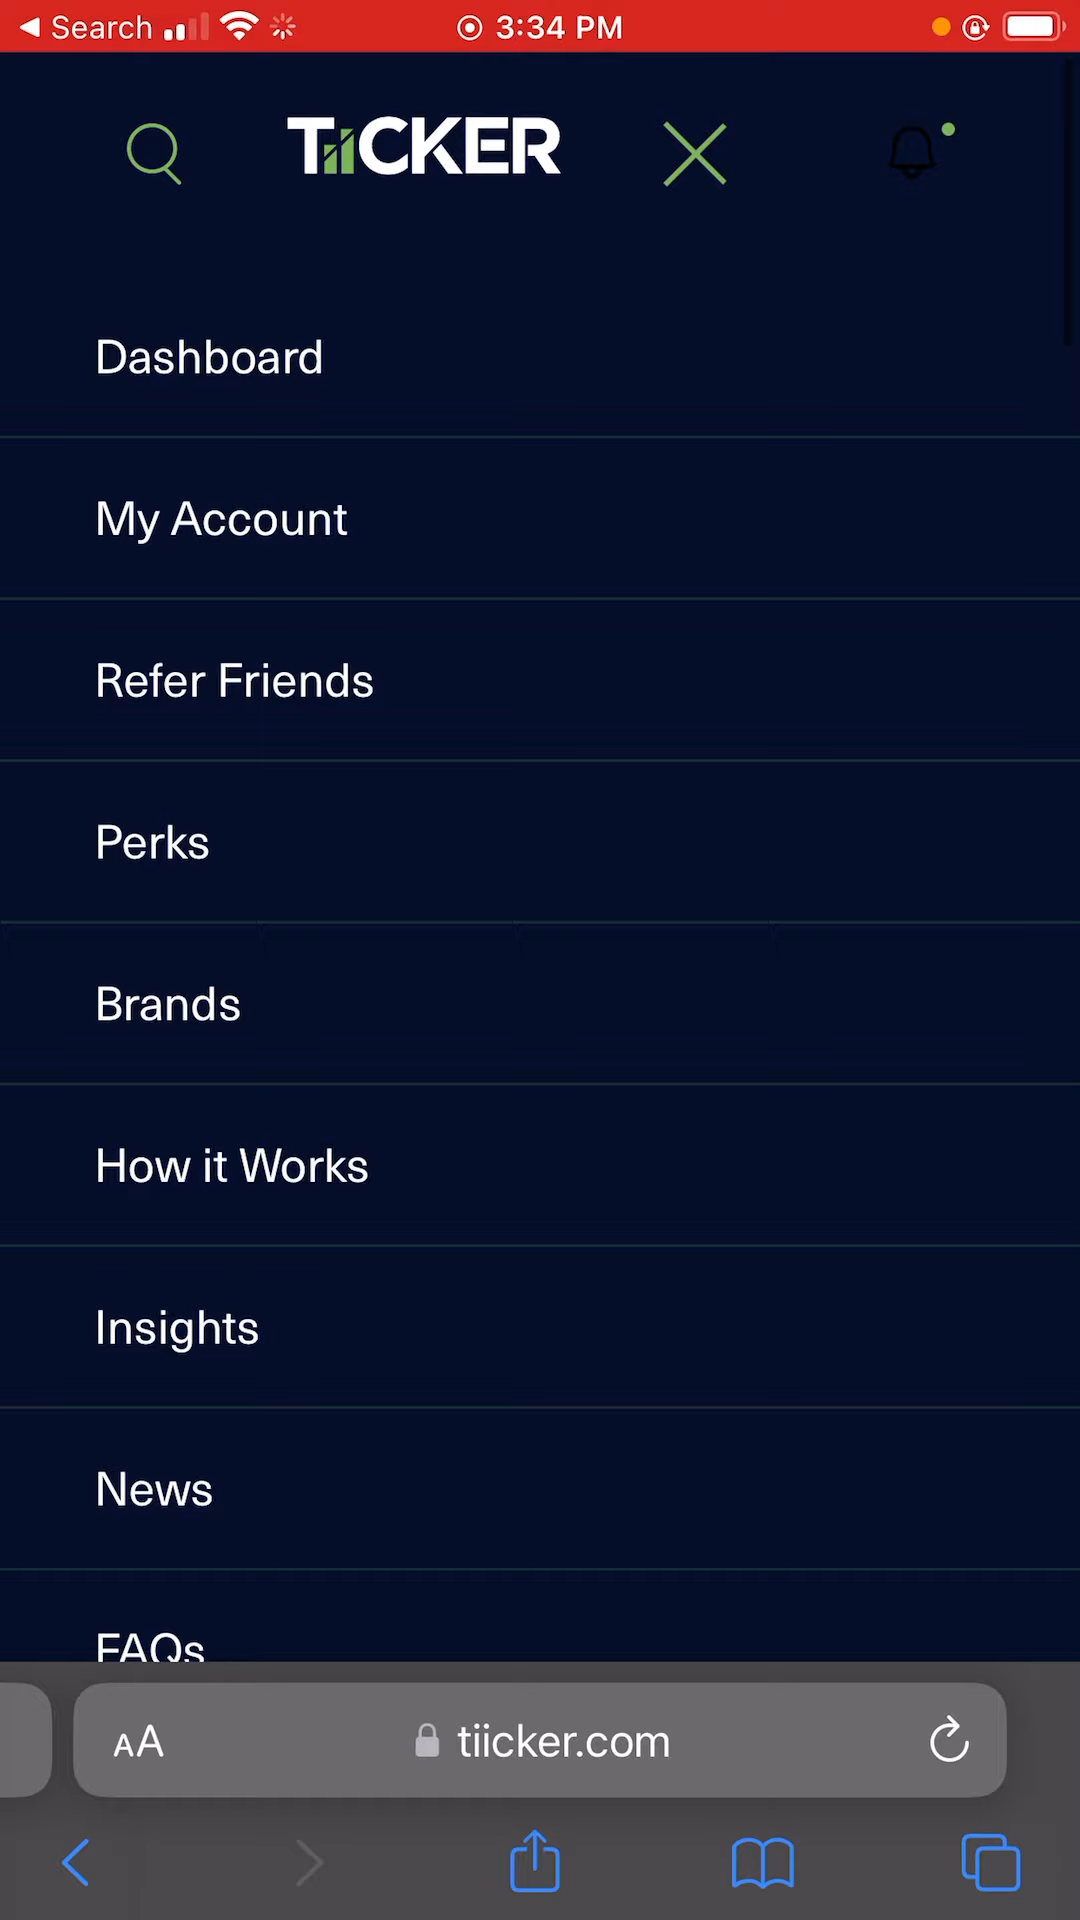 Search 3:34 PM
TiiCKER
Dashboard
My Account
Refer Friends
Perks
Brands
How it Works
Insights
News
FAQs
AA tiicker.com